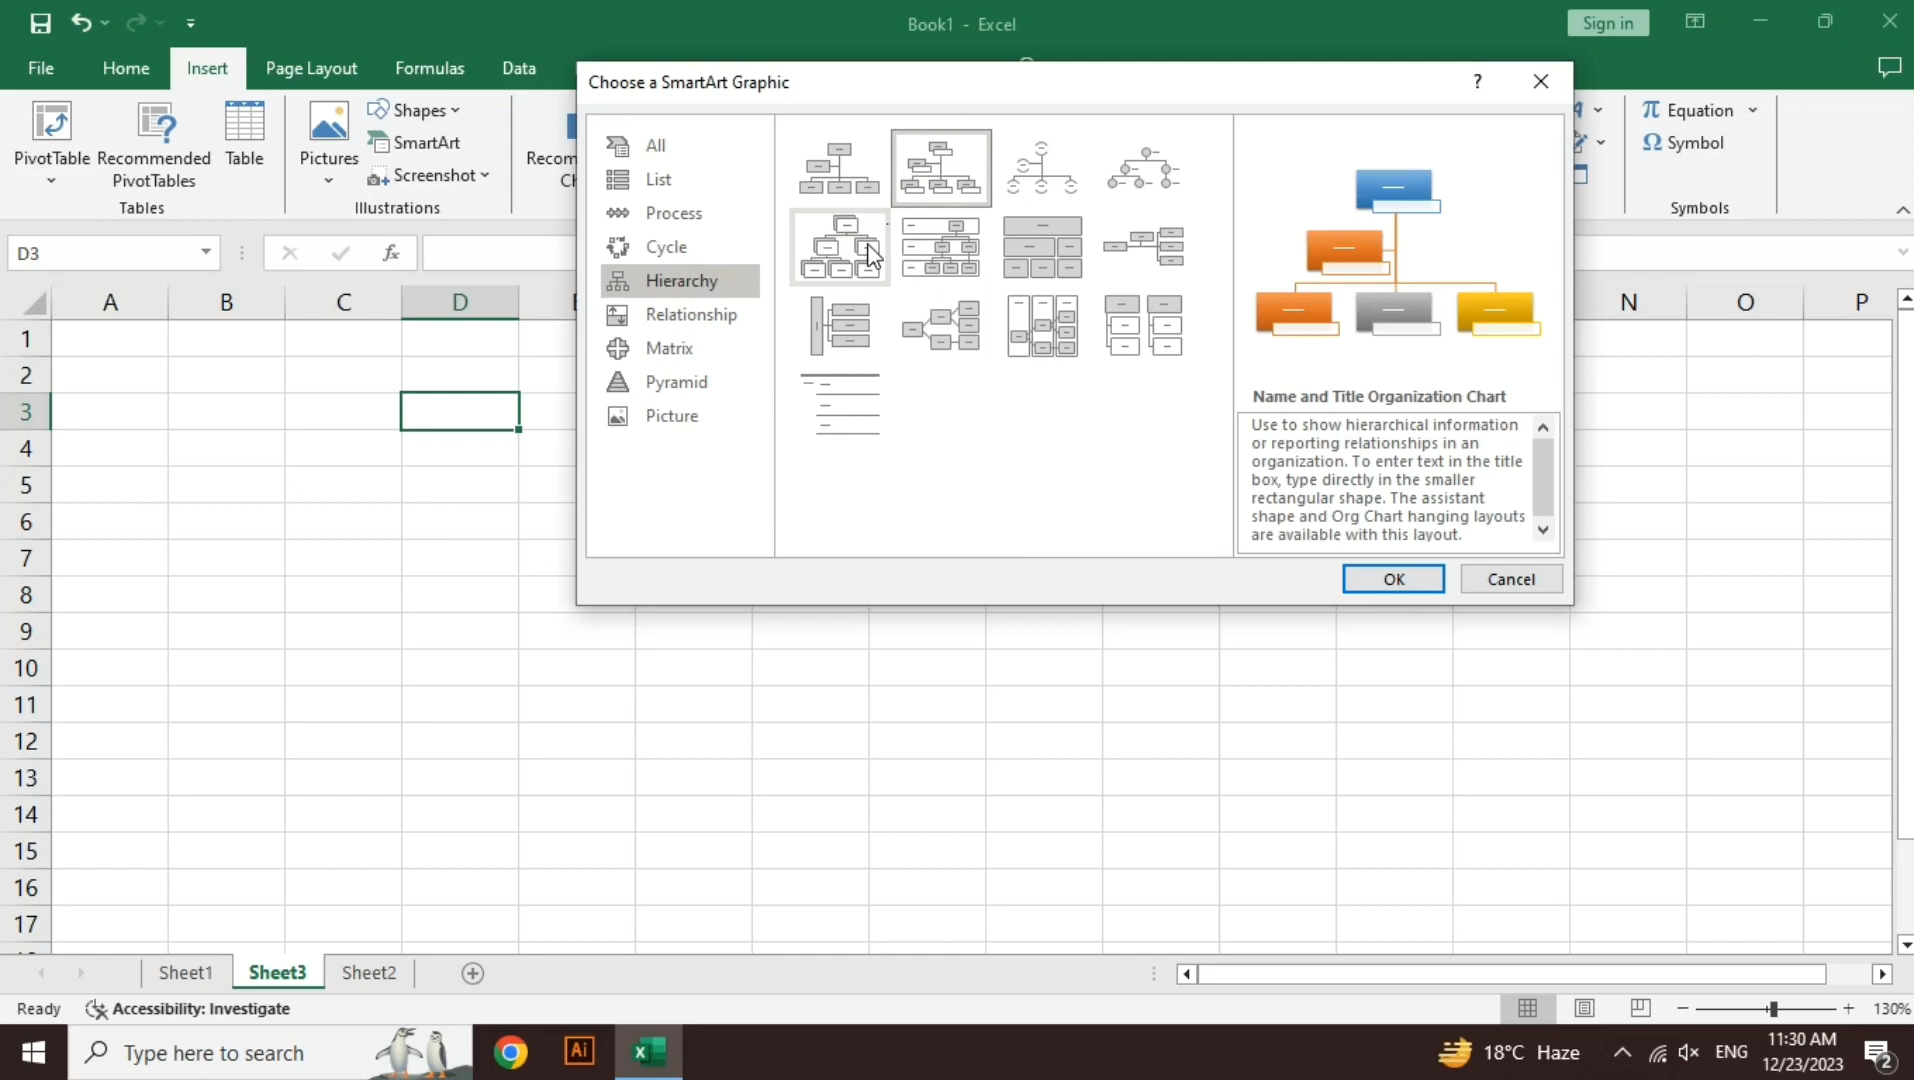 Book1 - Excel
Sign in
File
Home
Insert
Page Layout
Formulas
Data
PivotTable
Recommended
PivotTables
Table
Tables
Pictures
Shapes
SmartArt
Screenshot
Illustrations
Recom
Equation
Symbol
Symbols
Choose a SmartArt Graphic
?
All
List
Process
Cycle
Hierarchy
Relationship
Matrix
Pyramid
Picture
Name and Title Organization Chart
Use to show hierarchical information
or reporting relationships in an
organization. To enter text in the title
box, type directly in the smaller
rectangular shape. The assistant
shape and Org Chart hanging layouts
are available with this layout.
OK
Cancel
D3
fx
A B C D N O P
1
2
3
4
5
6
7
8
9
10
11
12
13
14
15
16
17
Sheet1
Sheet3
Sheet2
Ready
Accessibility: Investigate
130%
Type here to search
Ai
18°C Haze
ENG
11:30 AM
12/23/2023
2